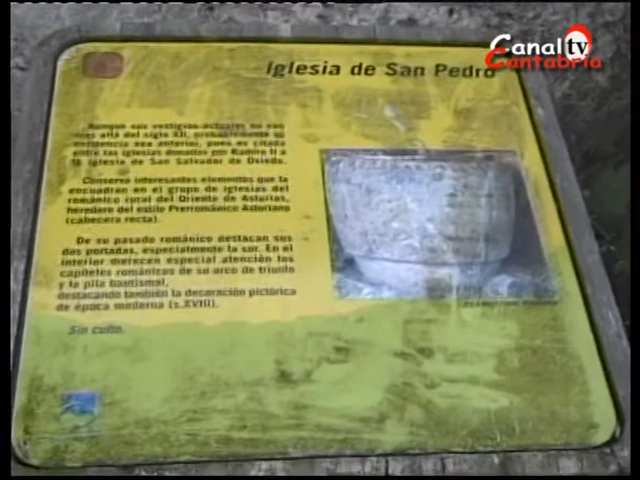 Canal tv
Cantabria
Iglesia de San Pedro
Aunque sus vestigios actuales no van
más allá del siglo XII, probablemente su
existencia sea anterior, pues es citada
entre las iglesias donadas por Ramiro II a
la iglesia de San Salvador de Oviedo.
Conserva interesantes elementos que la
encuadran en el grupo de iglesias del
románico rural del Oriente de Asturias,
heredero del estilo Prerrománico Asturiano
(cabecera recta).
De su pasado románico destacan sus
dos portadas, especialmente la sur. En el
interior merecen especial atención los
capiteles románicos de su arco de triunfo
y la pila bautismal,
destacando también la decoración pictórica
de época moderna (s.XVIII).
Sin culto.